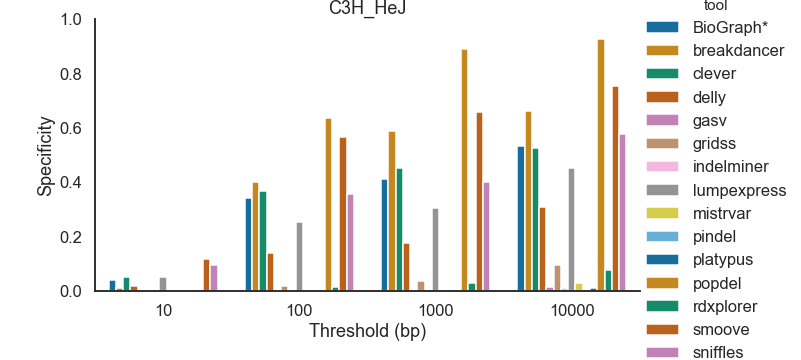 C3H_HeJ
1.0
0.8
0.6
0.4
0.2
0.0
Specificity
10
100
1000
10000
Threshold (bp)
tool
BioGraph*
breakdancer
clever
delly
gasv
gridss
indelminer
lumpexpress
mistrvar
pindel
platypus
popdel
rdxplorer
smoove
sniffles